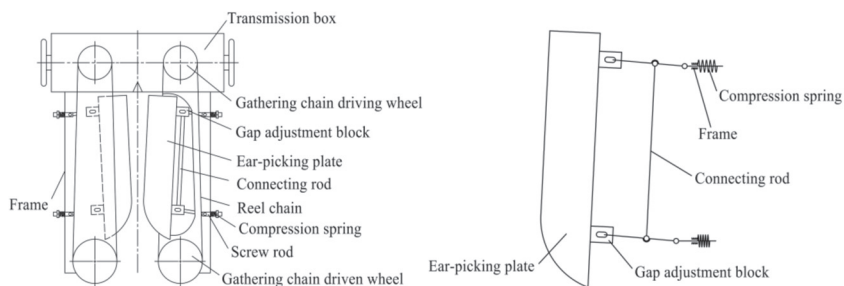 Transmission box
Gathering chain driving wheel
Gap adjustment block
Ear-picking plate
Connecting rod
Frame
Reel chain
Compression spring
Screw rod
Gathering chain driven wheel
Compression spring
Frame
Connecting rod
Ear-picking plate
Gap adjustment block